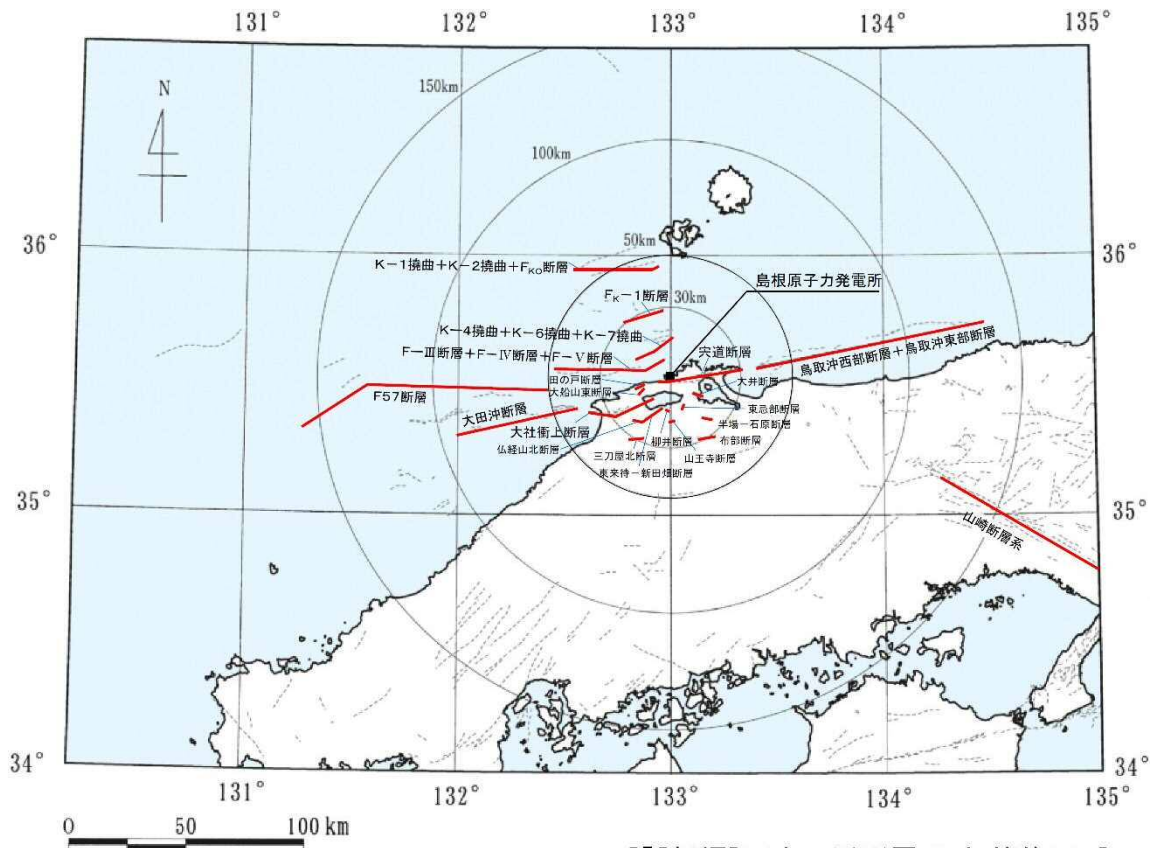 131°
132°
133°
134°
135°
150km
N
100km
36°
50km
36°
K－1撓曲＋K－2撓曲＋FKO断層
島根原子力発電所
FK－1断層
30km
K－4撓曲＋K－6撓曲＋K－7撓曲
宍道断層
鳥取沖西部断層＋鳥取沖東部断層
F－Ⅲ断層＋F－Ⅳ断層＋F－Ⅴ断層
田の戸断層
大井断層
大船山東断層
F57断層
東忌部断層
大田沖断層
半場－石原断層
大社衝上断層
柳井断層
布部断層
仏経山北断層
三刀屋北断層
山王寺断層
東来待－新田畑断層
35°
35°
山崎断層系
34°
34°
131°
132°
133°
134°
135°
0
50
100 km